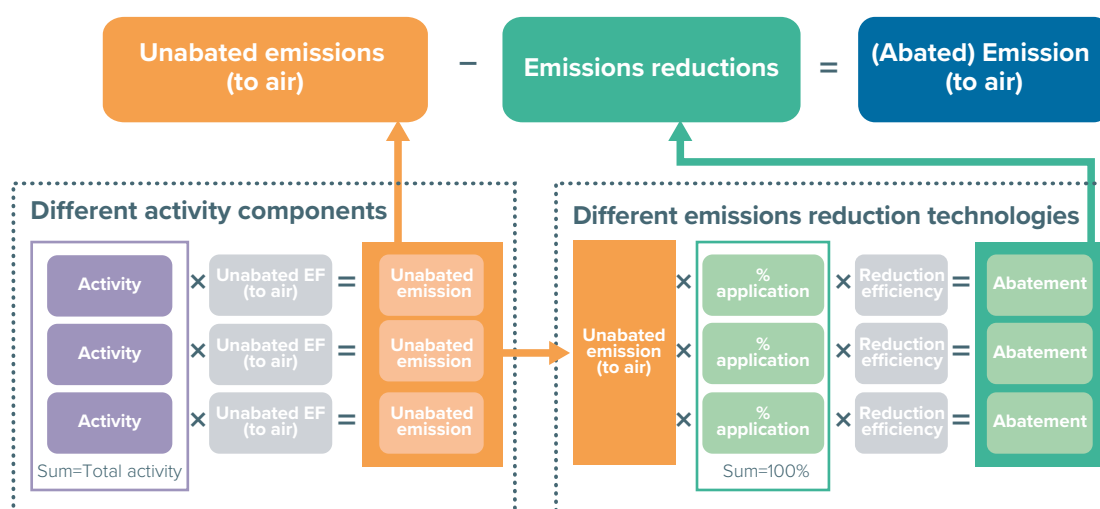 Unabated emissions
(to air)
–
Emissions reductions
=
(Abated) Emission
(to air)
Different activity components
Activity
×
Unabated EF
(to air)
=
Unabated
emission
Activity
×
Unabated EF
(to air)
=
Unabated
emission
Activity
×
Unabated EF
(to air)
=
Unabated
emission
Sum=Total activity
Different emissions reduction technologies
Unabated
emission
(to air)
×
%
application
×
Reduction
efficiency
=
Abatement
×
%
application
×
Reduction
efficiency
=
Abatement
×
%
application
×
Reduction
efficiency
=
Abatement
Sum=100%